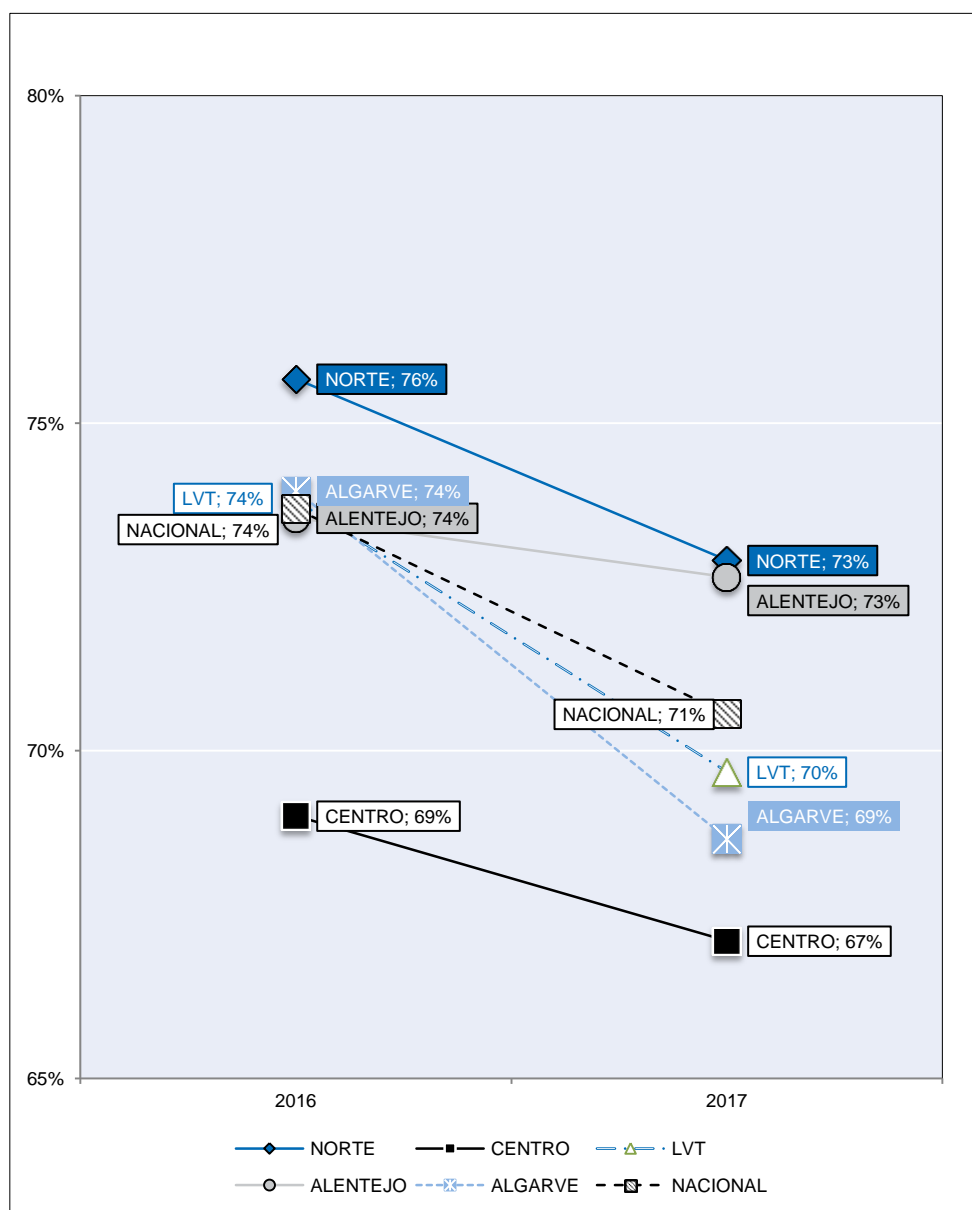 80%
NORTE; 76%
75%
LVT; 74%
ALGARVE; 74%
NACIONAL; 74%
ALENTEJO; 74%
NORTE; 73%
ALENTEJO; 73%
NACIONAL; 71%
70%
LVT; 70%
CENTRO; 69%
ALGARVE; 69%
CENTRO; 67%
65%
2016 2017
NORTE CENTRO LVT
ALENTEJO ALGARVE NACIONAL